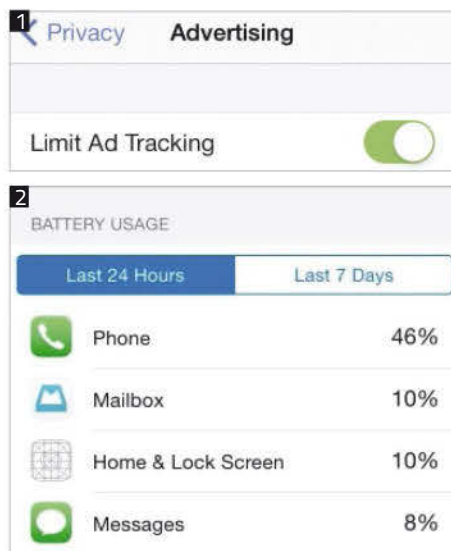 1
Privacy Advertising
Limit Ad Tracking
2
BATTERY USAGE
Last 24 Hours Last 7 Days
Phone 46%
Mailbox 10%
Home & Lock Screen 10%
Messages 8%